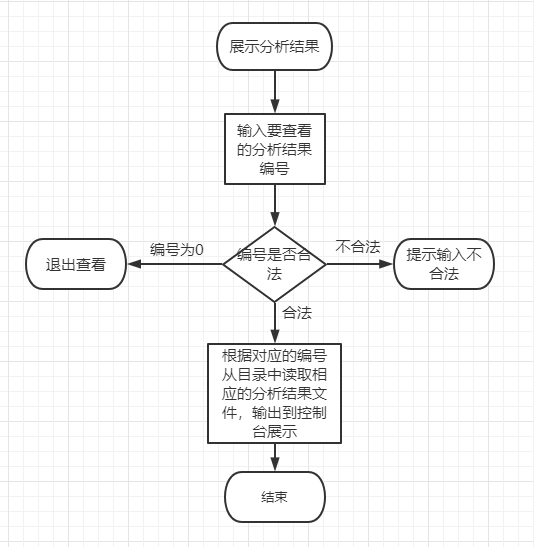 展示分析结果
输入要查看
的分析结果
编号
编号为0
编号是否合
法
不合法
退出查看
提示输入不
合法
合法
根据对应的编号
从目录中读取相
应的分析结果文
件，输出到控制
台展示
结束